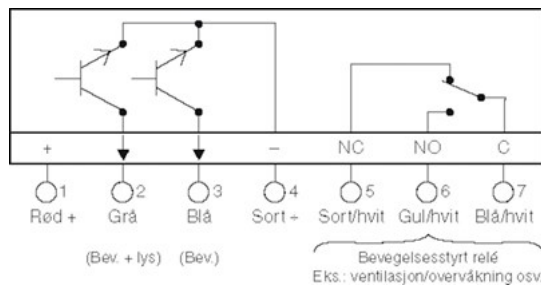 + − NC NO C
1 2 3 4 5 6 7
Rød + Grå Blå Sort ÷ Sort/hvit Gul/hvit Blå/hvit
(Bev. + lys) (Bev.) Bevegelsesstyrt relé
Eks.: ventilasjon/overvåkning osv.